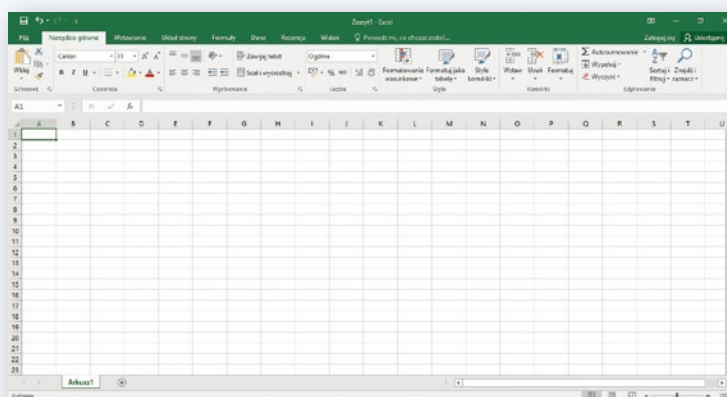 Zeszyt1 - Excel
Plik Narzędzia główne Wstawianie Układ strony Formuły Dane Recenzja Widok Powiedz mi, co chcesz zrobić... Zaloguj się Udostępnij
Wklej
Calibri 11
B I U
Zawijaj tekst
Scal i wyśrodkuj
Ogólne
Formatowanie warunkowe
Formatuj jako tabelę
Style komórki
Wstaw Usuń Formatuj
Autosumowanie
Wypełnij
Wyczyść
Sortuj i filtruj
Znajdź i zaznacz
Schowek Czcionka Wyrównanie Liczba Style Komórki Edytowanie
A1 fx
A B C D E F G H I J K L M N O P Q R S T U
1
2
3
4
5
6
7
8
9
10
11
12
13
14
15
16
17
18
19
20
21
22
23
Arkusz1